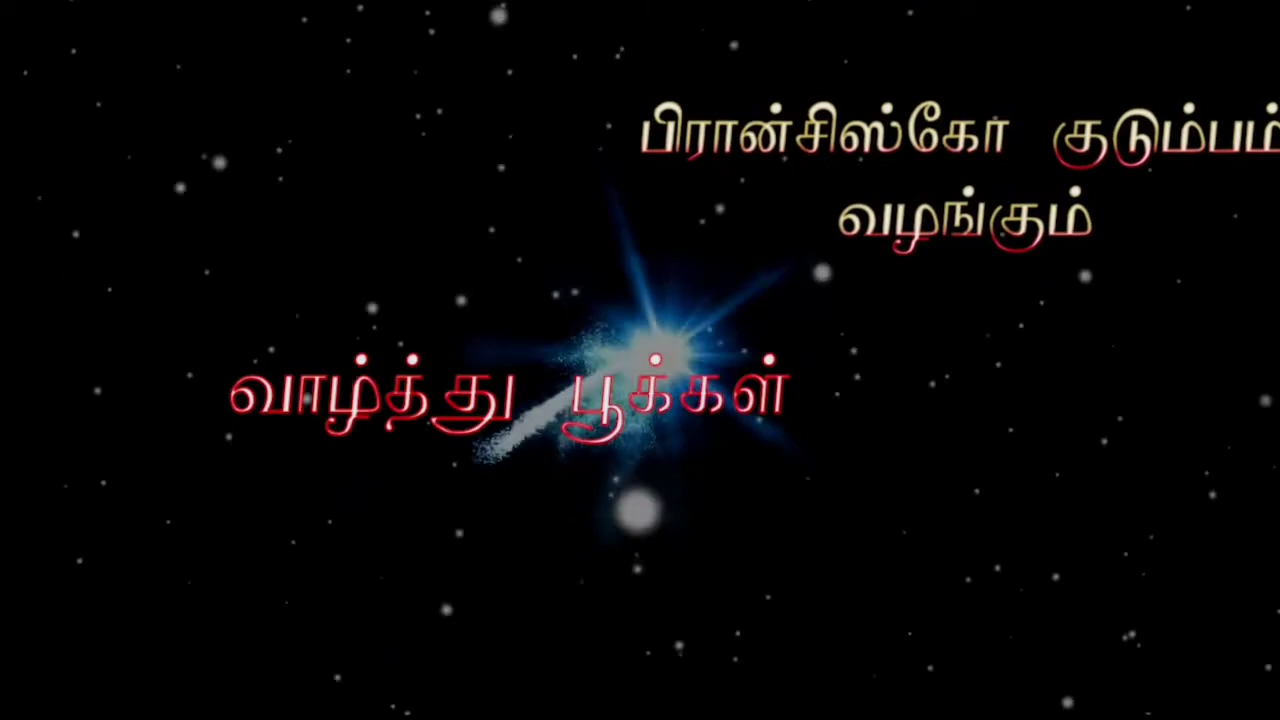 பிரான்சிஸ்கோ குடும்பம்
வழங்கும்
வாழ்த்து பூக்கள்